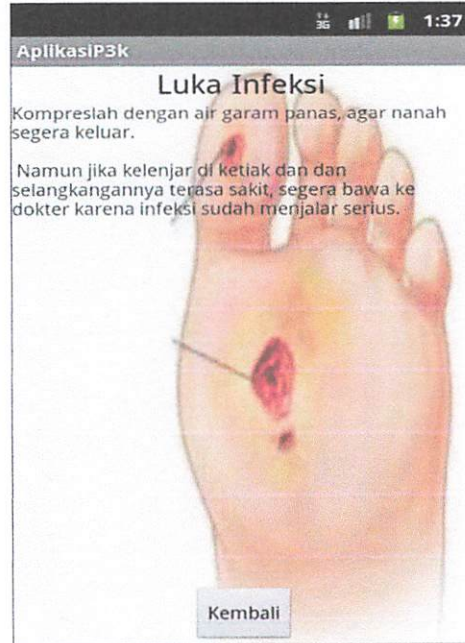 3G 1:37
AplikasiP3k
Luka Infeksi
Kompreslah dengan air garam panas, agar nanah
segera keluar.
Namun jika kelenjar di ketiak dan dan
selangkangannya terasa sakit, segera bawa ke
dokter karena infeksi sudah menjalar serius.
Kembali